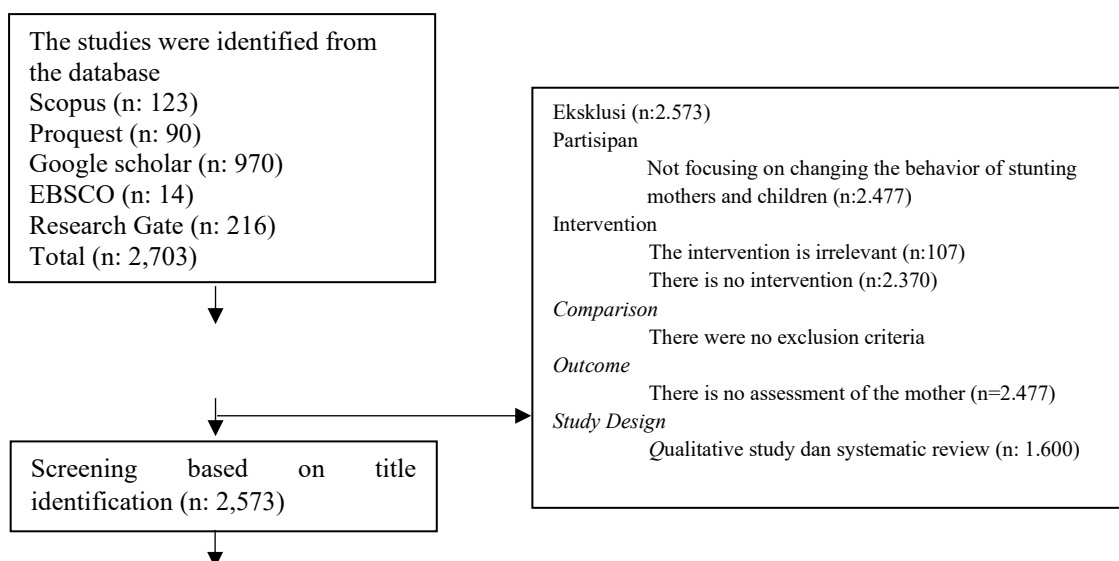 The studies were identified from
the database
Scopus (n: 123)
Proquest (n: 90)
Google scholar (n: 970)
EBSCO (n: 14)
Research Gate (n: 216)
Total (n: 2,703)
Eksklusi (n:2.573)
Partisipan
Not focusing on changing the behavior of stunting
mothers and children (n:2.477)
Intervention
The intervention is irrelevant (n:107)
There is no intervention (n:2.370)
Comparison
There were no exclusion criteria
Outcome
There is no assessment of the mother (n=2.477)
Study Design
Qualitative study dan systematic review (n: 1.600)
Screening based on title
identification (n: 2,573)